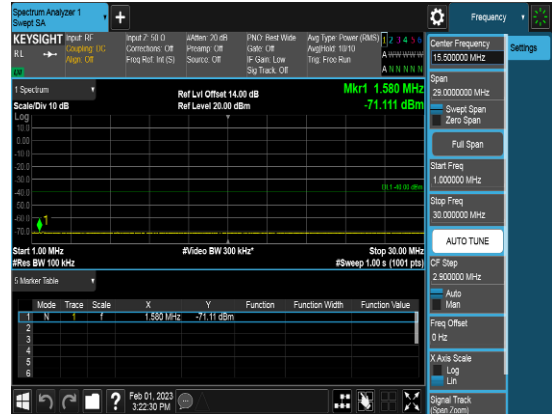 Spectrum Analyzer 1
Swept SA
Frequency
KEYSIGHT
RL
Input: RF
Coupling: DC
Align: Off
Input Z: 50 Ω
Corrections: Off
Freq Ref: Int (S)
#Atten: 20 dB
Preamp: Off
Source: Off
PNO: Best Wide
Gate: Off
IF Gain: Low
Sig Track: Off
Avg Type: Power (RMS)
Avg|Hold: 10/10
Trig: Free Run
1 2 3 4 5 6
A W W W W W
A N N N N N
LNI
1 Spectrum
Scale/Div 10 dB
Ref Lvl Offset 14.00 dB
Ref Level 20.00 dBm
Mkr1 1.580 MHz
-71.111 dBm
Log
10.0
0.00
-10.0
-20.0
-30.0
-40.0
-50.0
-60.0
-70.0
DL1 -40.00 dBm
1
Start 1.00 MHz
#Res BW 100 kHz
#Video BW 300 kHz*
Stop 30.00 MHz
#Sweep 1.00 s (1001 pts)
5 Marker Table
Mode Trace Scale X Y Function Function Width Function Value
1 N 1 f 1.580 MHz -71.11 dBm
2
3
4
5
6
Feb 01, 2023
3:22:30 PM
Center Frequency
15.500000 MHz
Settings
Span
29.0000000 MHz
Swept Span
Zero Span
Full Span
Start Freq
1.000000 MHz
Stop Freq
30.000000 MHz
AUTO TUNE
CF Step
2.900000 MHz
Auto
Man
Freq Offset
0 Hz
X Axis Scale
Log
Lin
Signal Track
(Span Zoom)